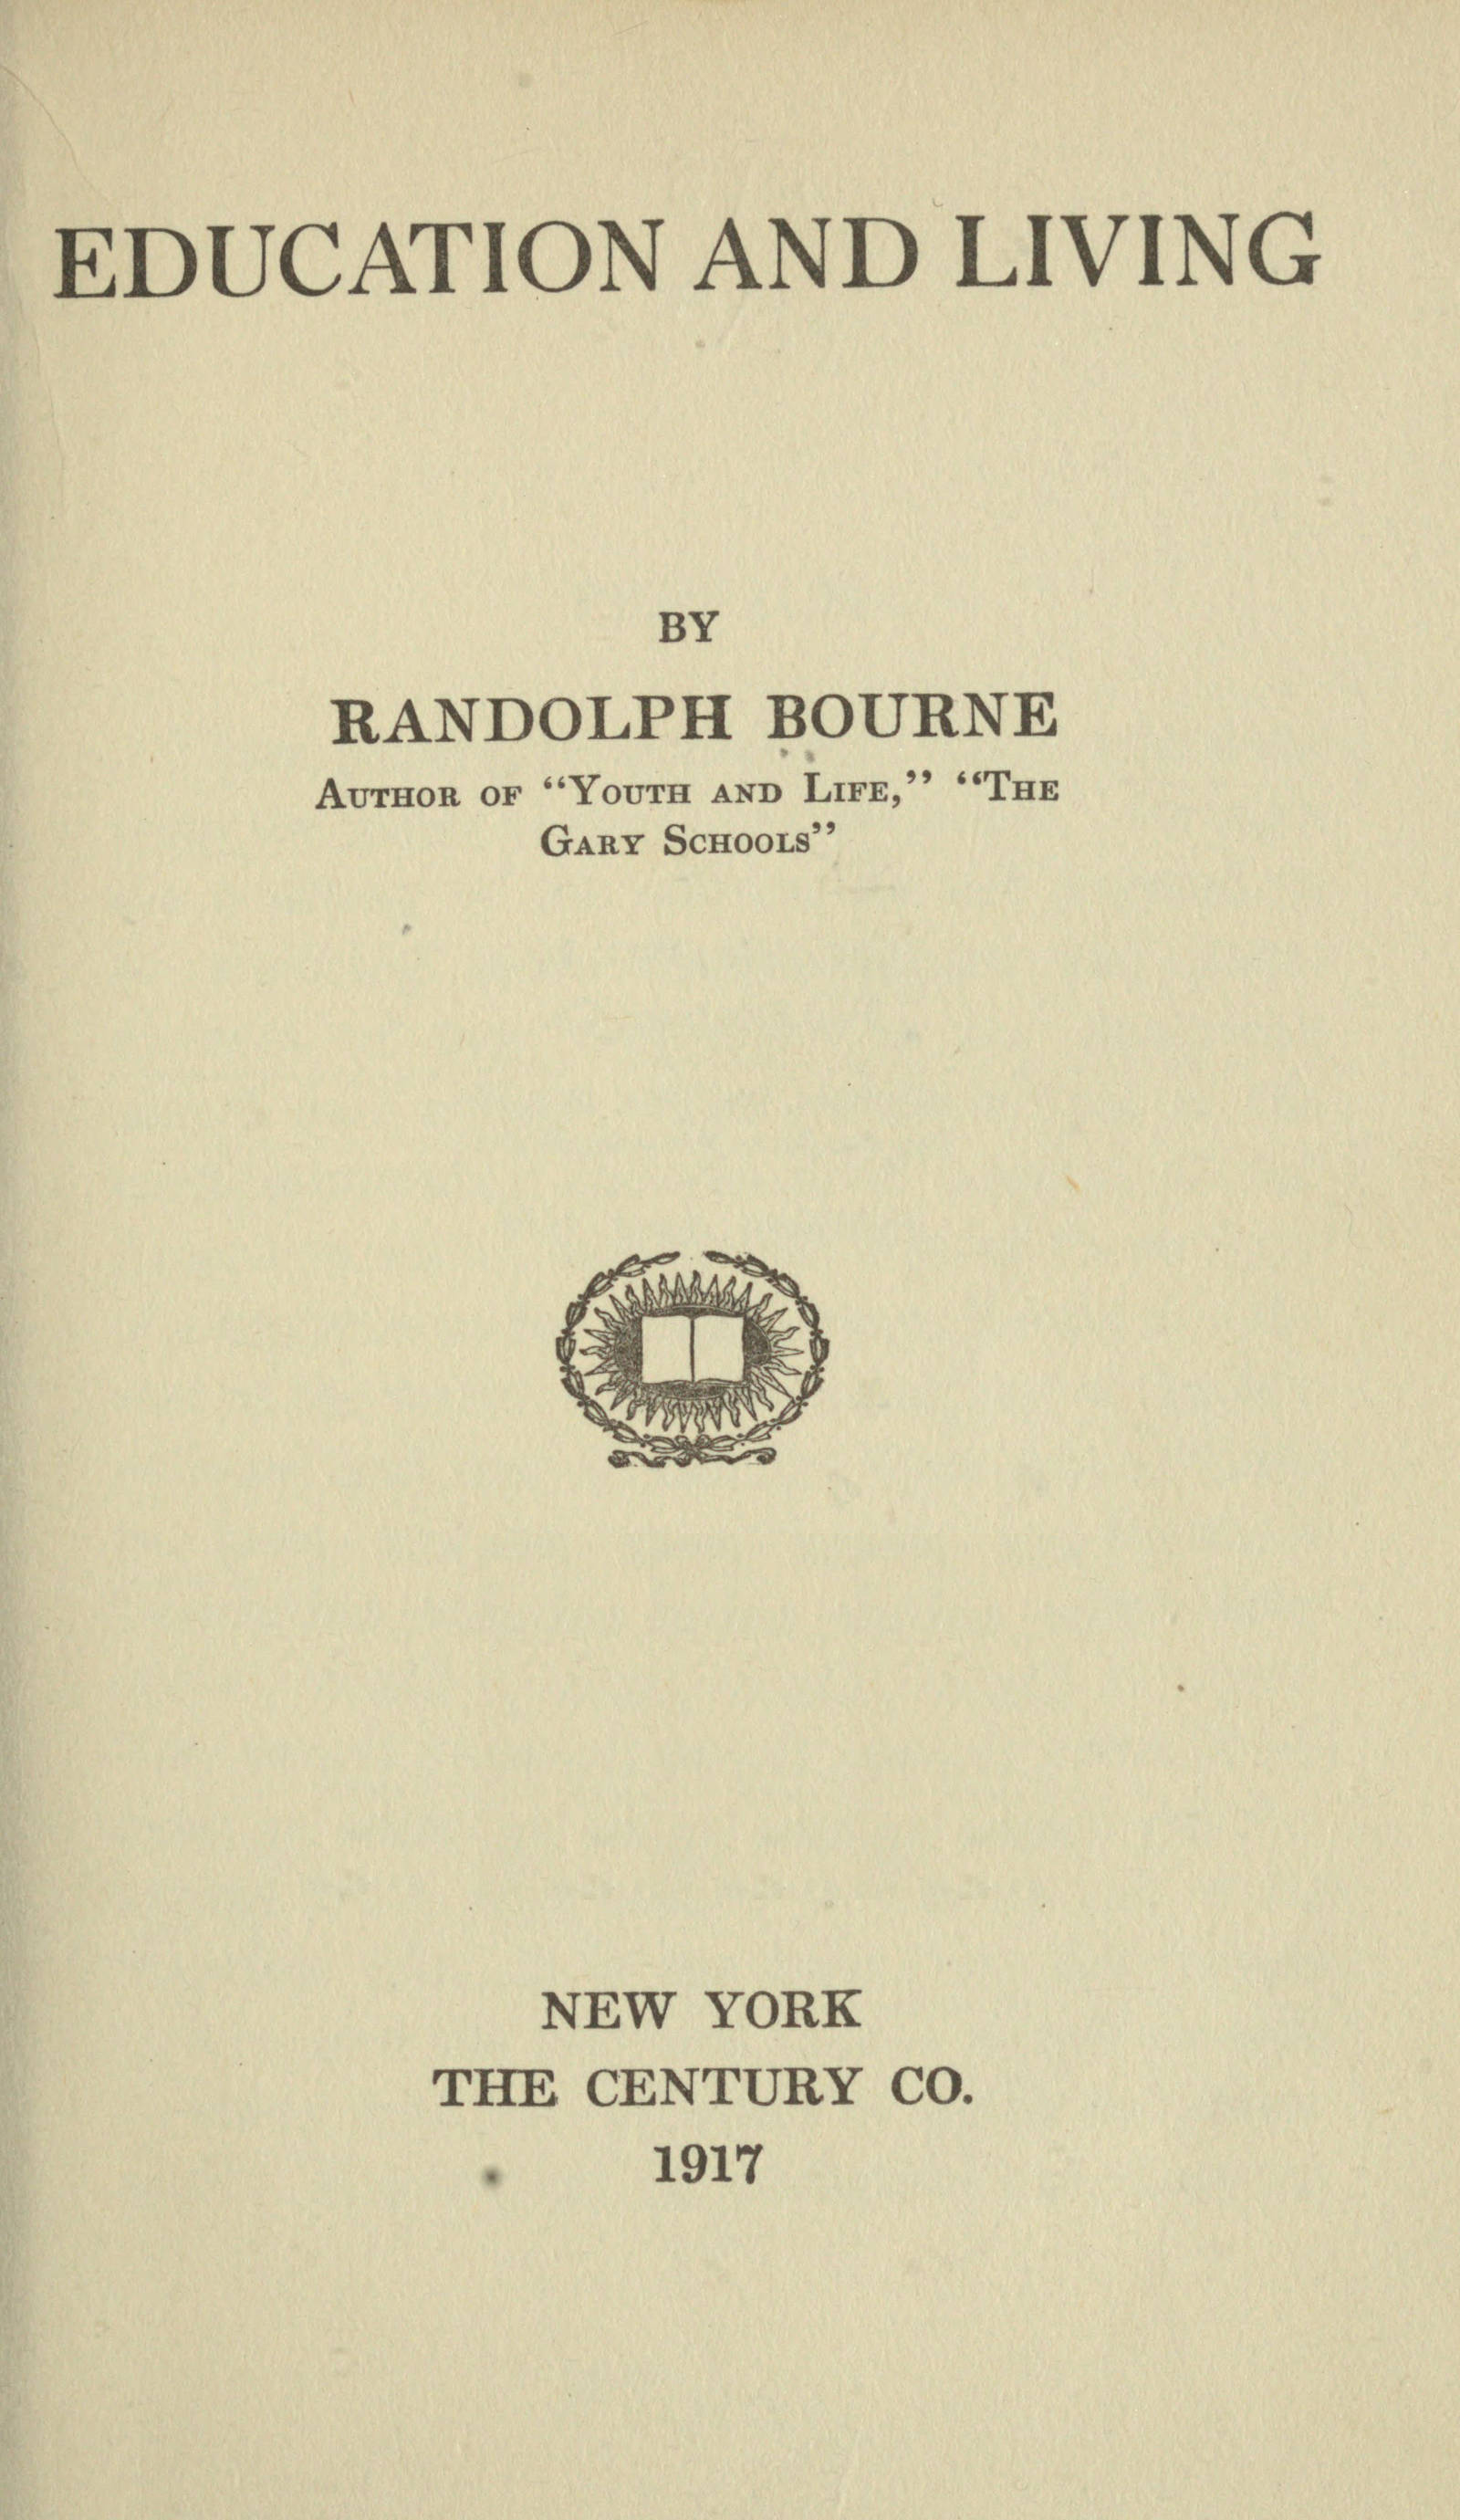 EDUCATION AND LIVING
BY
RANDOLPH BOURNE
AUTHOR OF “YOUTH AND LIFE,” “THE
GARY SCHOOLS”
NEW YORK
THE CENTURY CO.
1917